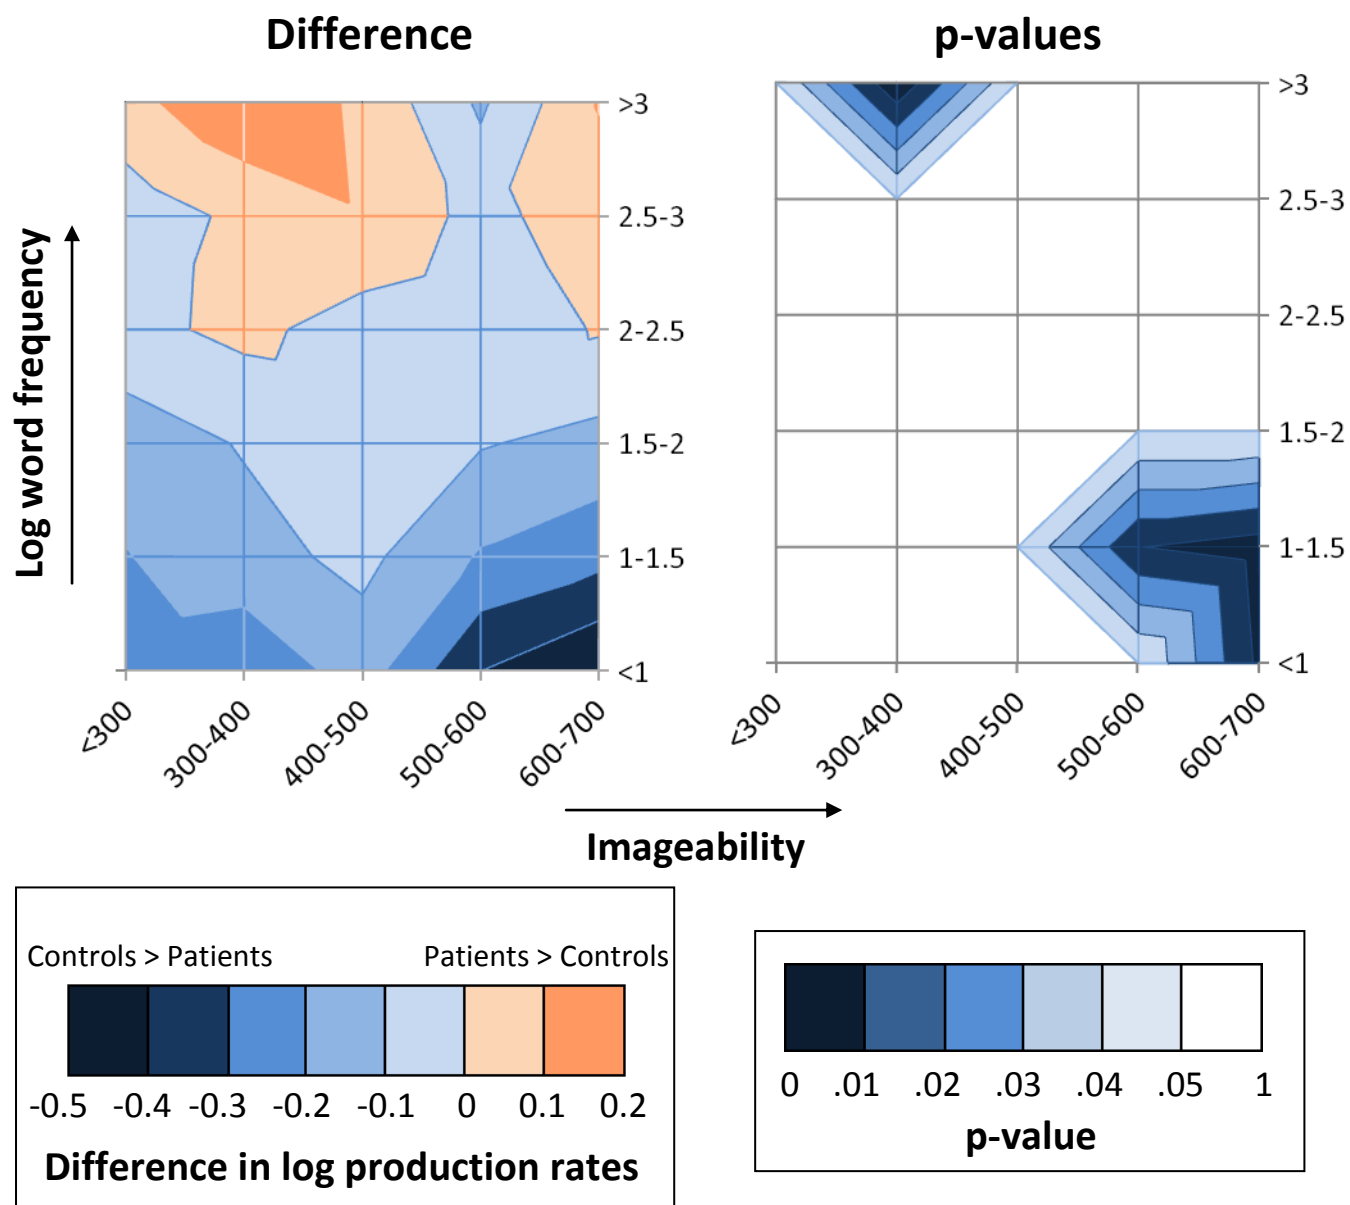 Difference
p-values
Log word frequency
>3
2.5-3
2-2.5
1.5-2
1-1.5
<1
>3
2.5-3
2-2.5
1.5-2
1-1.5
<1
<300
300-400
400-500
500-600
600-700
<300
300-400
400-500
500-600
600-700
Imageability
Controls > Patients Patients > Controls
-0.5 -0.4 -0.3 -0.2 -0.1 0 0.1 0.2
Difference in log production rates
0 .01 .02 .03 .04 .05 1
p-value